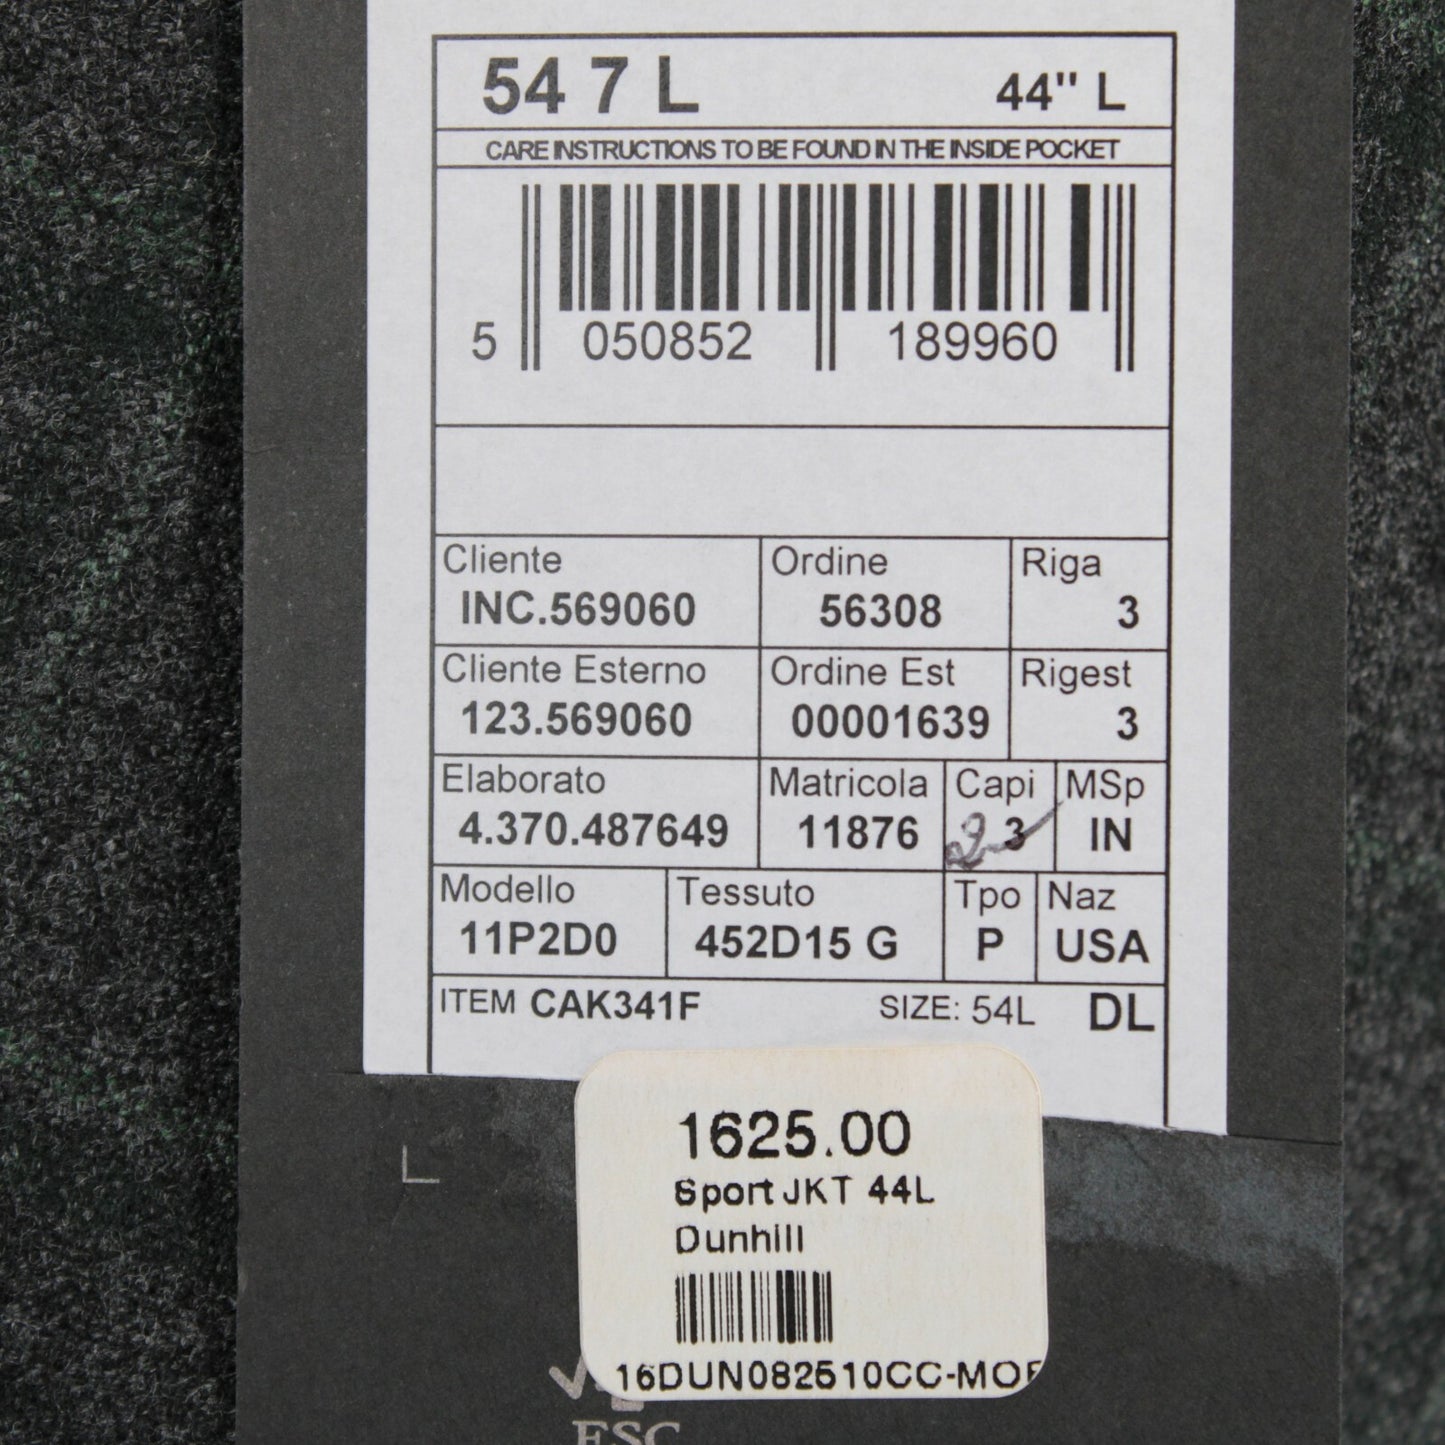 54 7 L 44" L
CARE INSTRUCTIONS TO BE FOUND IN THE INSIDE POCKET
5 050852 189960
Cliente Ordine Riga
INC.569060 56308 3
Cliente Esterno Ordine Est Rigest
123.569060 00001639 3
Elaborato Matricola Capi MSp
4.370.487649 11876 2 3 IN
Modello Tessuto Tpo Naz
11P2D0 452D15 G P USA
ITEM CAK341F SIZE: 54L DL
L
1625.00
Sport JKT 44L
Dunhill
16DUN082510CC-MO
FSC